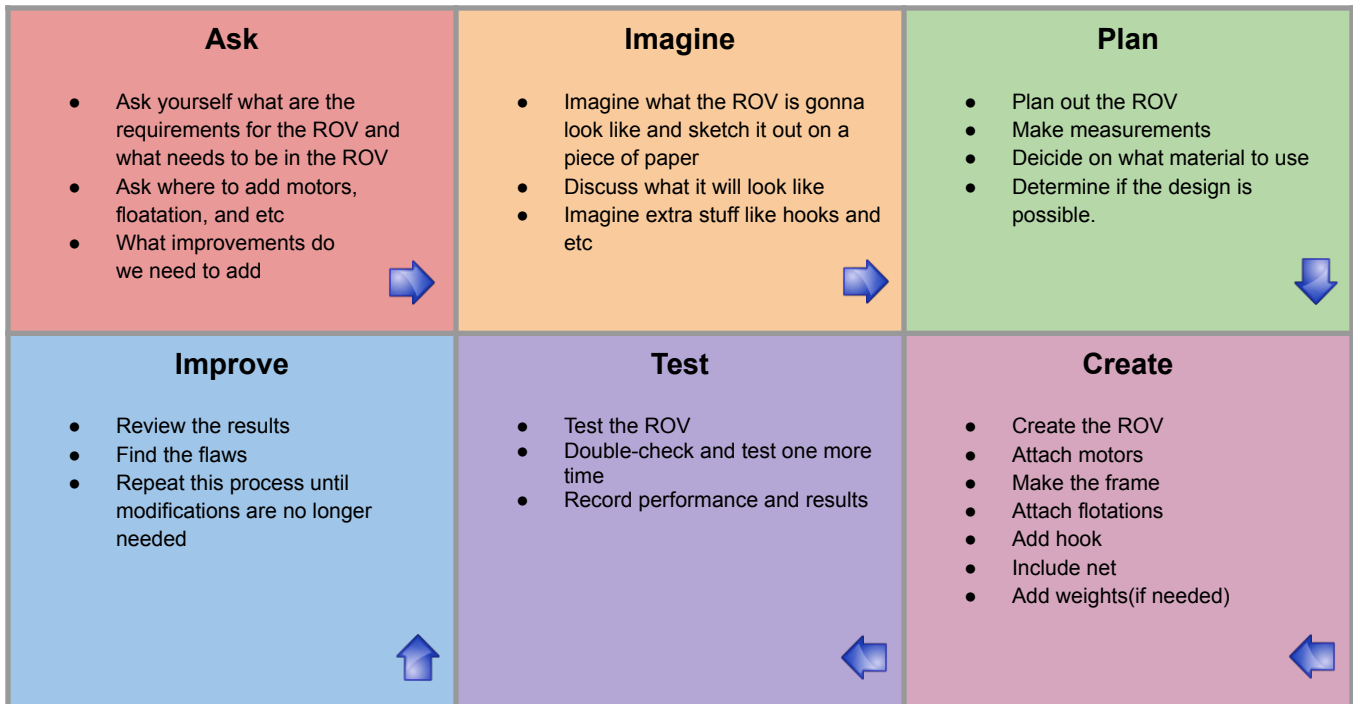 Ask
● Ask yourself what are the
requirements for the ROV and
what needs to be in the ROV
● Ask where to add motors,
floatation, and etc
● What improvements do
we need to add
Imagine
● Imagine what the ROV is gonna
look like and sketch it out on a
piece of paper
● Discuss what it will look like
● Imagine extra stuff like hooks and
etc
Plan
● Plan out the ROV
● Make measurements
● Deicide on what material to use
● Determine if the design is
possible.
Improve
● Review the results
● Find the flaws
● Repeat this process until
modifications are no longer
needed
Test
● Test the ROV
● Double-check and test one more
time
● Record performance and results
Create
● Create the ROV
● Attach motors
● Make the frame
● Attach flotations
● Add hook
● Include net
● Add weights(if needed)